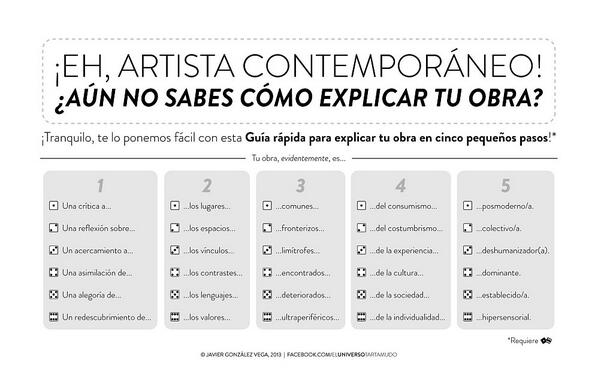 ¡EH, ARTISTA CONTEMPORÁNEO!
¿AÚN NO SABES CÓMO EXPLICAR TU OBRA?
¡Tranquilo, te lo ponemos fácil con esta Guía rápida para explicar tu obra en cinco pequeños pasos!*
Tu obra, evidentemente, es...
1
Una crítica a...
Una reflexión sobre...
Un acercamiento a...
Una asimilación de...
Una alegoría de...
Un redescubrimiento de...
2
...los lugares...
...los espacios...
...los vínculos...
...los contrastes...
...los lenguajes...
...los valores...
3
...comunes...
...fronterizos...
...limítrofes...
...encontrados...
...deteriorados...
...ultraperiféricos...
4
...del consumismo...
...del costumbrismo...
...de la experiencia...
...de la cultura...
...de la sociedad...
...de la individualidad...
5
...posmoderno/a.
...colectivo/a.
...deshumanizador(a).
...dominante.
...establecido/a.
...hipersensorial.
*Requiere
© JAVIER GONZÁLEZ VEGA, 2013 | FACEBOOK.COM/ELUNIVERSOTARTAMUDO